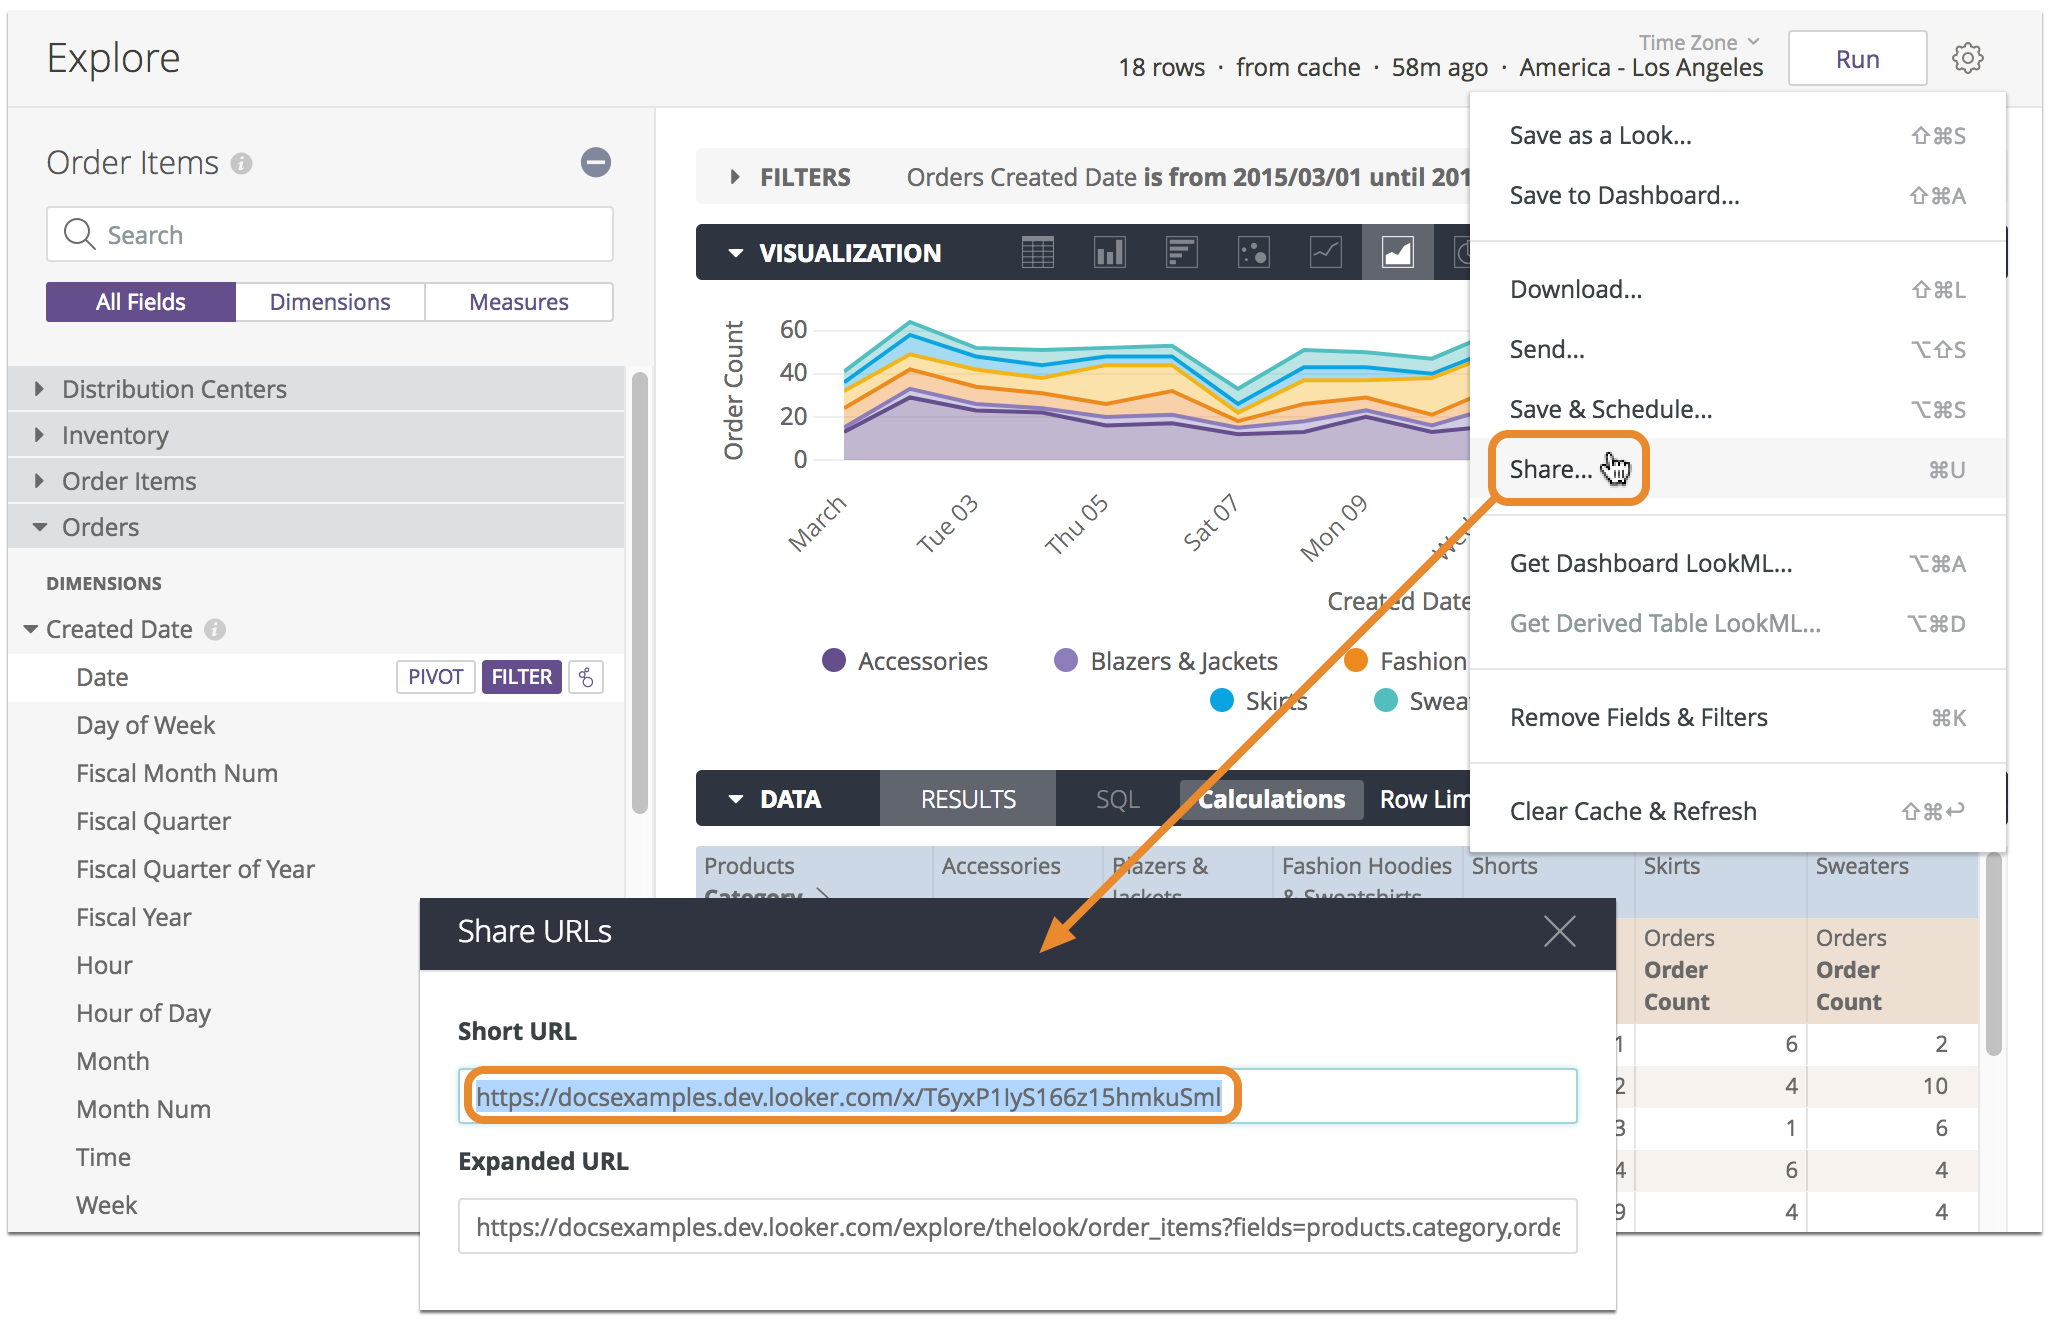 Explore
Time Zone
18 rows · from cache · 58m ago · America - Los Angeles
Run
Order Items
Search
All Fields
Dimensions
Measures
Distribution Centers
Inventory
Order Items
Orders
DIMENSIONS
Created Date
Date
PIVOT
FILTER
Day of Week
Fiscal Month Num
Fiscal Quarter
Fiscal Quarter of Year
Fiscal Year
Hour
Hour of Day
Month
Month Num
Time
Week
FILTERS
Orders Created Date is from 2015/03/01 until 201
VISUALIZATION
Order Count
60
40
20
0
March
Tue 03
Thu 05
Sat 07
Mon 09
Created Date
Accessories
Blazers & Jackets
Fashion
Skirts
Swea
DATA
RESULTS
SQL
Calculations
Row Lim
Products
Category
Accessories
Blazers &
Jackets
Fashion Hoodies
& Sweatshirts
Shorts
Skirts
Sweaters
Orders
Order
Count
Orders
Order
Count
1 6 2
2 4 10
3 1 6
4 6 4
9 4 4
Save as a Look... ⇧⌘S
Save to Dashboard... ⇧⌘A
Download... ⇧⌘L
Send... ⌥⇧S
Save & Schedule... ⌥⌘S
Share... ⌘U
Get Dashboard LookML... ⌥⌘A
Get Derived Table LookML... ⌥⌘D
Remove Fields & Filters ⌘K
Clear Cache & Refresh ⇧⌘↩
Share URLs
Short URL
https://docsexamples.dev.looker.com/x/T6yxP1IyS166z15hmkuSml
Expanded URL
https://docsexamples.dev.looker.com/explore/thelook/order_items?fields=products.category,orde